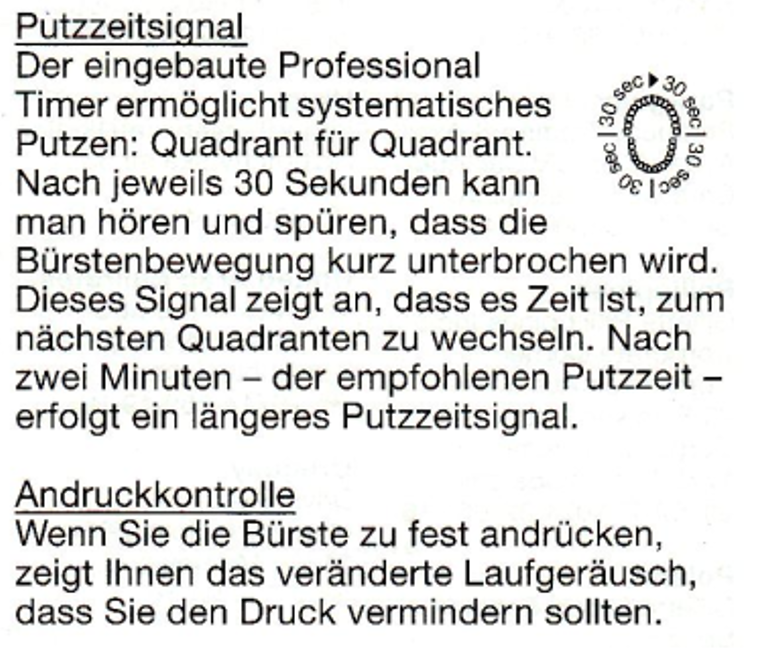 Putzzeitsignal
Der eingebaute Professional
Timer ermöglicht systematisches
Putzen: Quadrant für Quadrant.
Nach jeweils 30 Sekunden kann
man hören und spüren, dass die
Bürstenbewegung kurz unterbrochen wird.
Dieses Signal zeigt an, dass es Zeit ist, zum
nächsten Quadranten zu wechseln. Nach
zwei Minuten – der empfohlenen Putzzeit –
erfolgt ein längeres Putzzeitsignal.
30 sec
30 sec
30 sec
30 sec
Andruckkontrolle
Wenn Sie die Bürste zu fest andrücken,
zeigt Ihnen das veränderte Laufgeräusch,
dass Sie den Druck vermindern sollten.